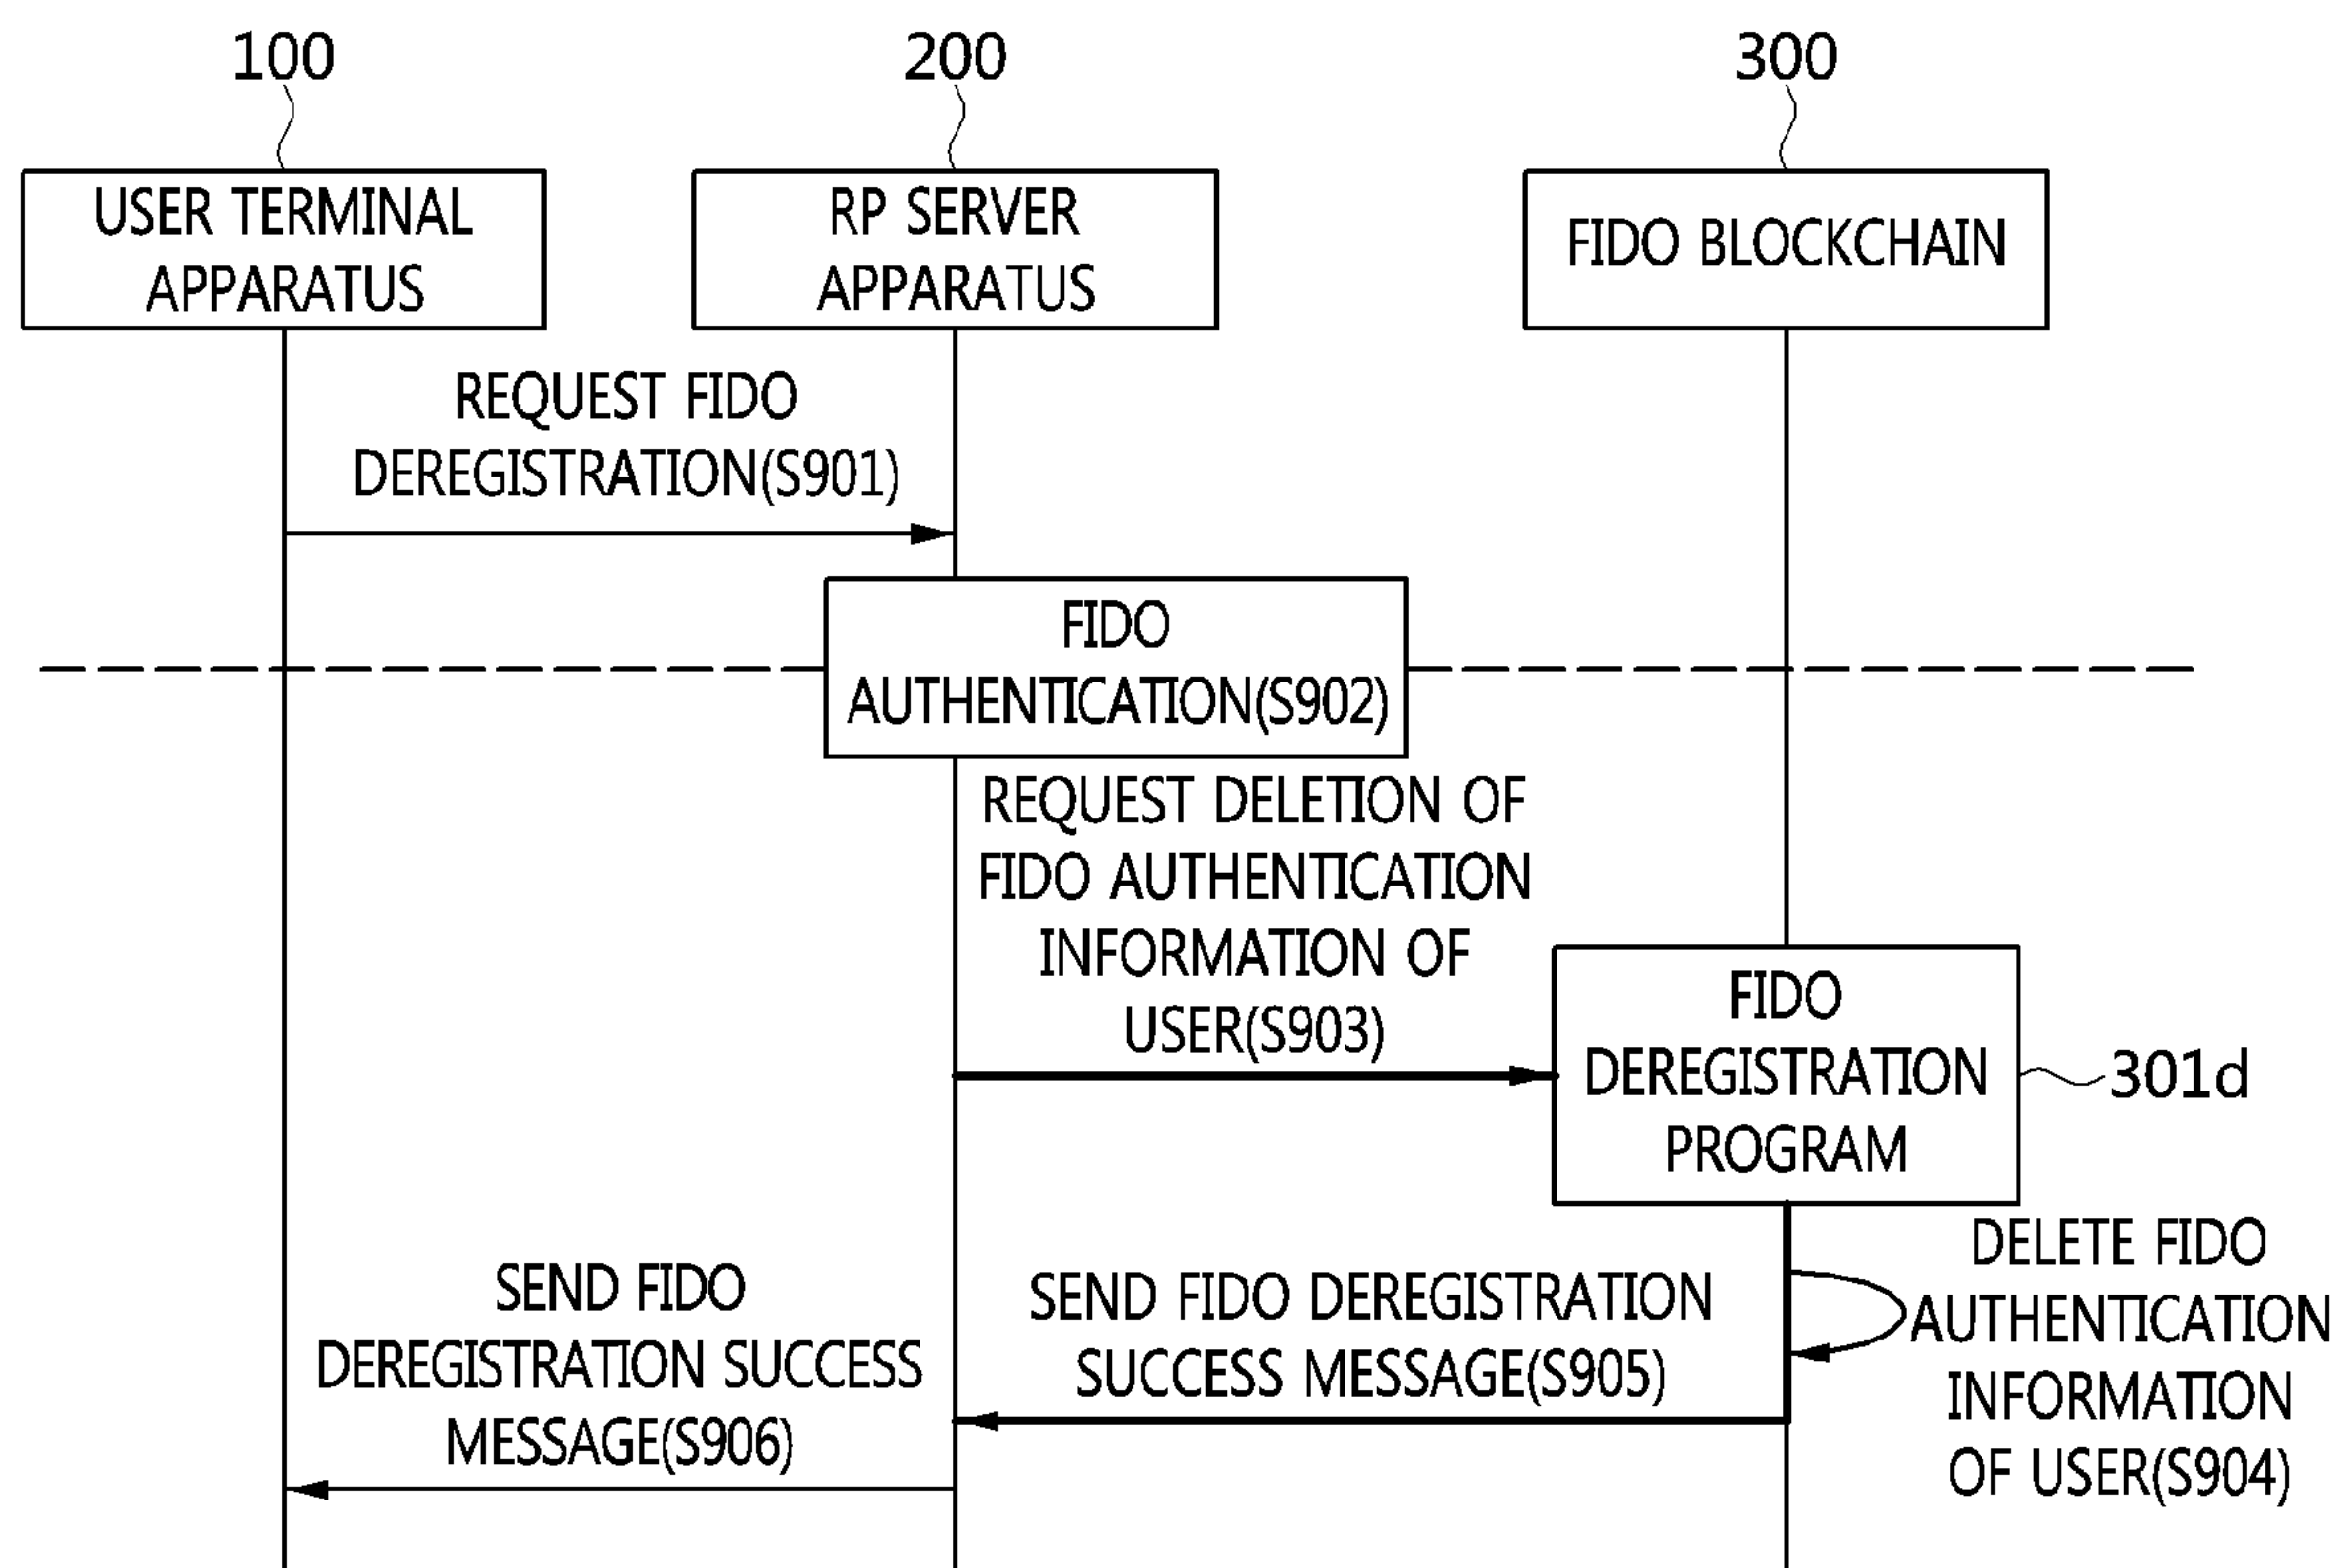 100
200
300
USER TERMINAL
APPARATUS
RP SERVER
APPARATUS
FIDO BLOCKCHAIN
REQUEST FIDO
DEREGISTRATION(S901)
FIDO
AUTHENTICATION(S902)
REQUEST DELETION OF
FIDO AUTHENTICATION
INFORMATION OF
USER(S903)
FIDO
DEREGISTRATION
PROGRAM
301d
DELETE FIDO
AUTHENTICATION
INFORMATION
OF USER(S904)
SEND FIDO DEREGISTRATION
SUCCESS MESSAGE(S905)
SEND FIDO
DEREGISTRATION SUCCESS
MESSAGE(S906)